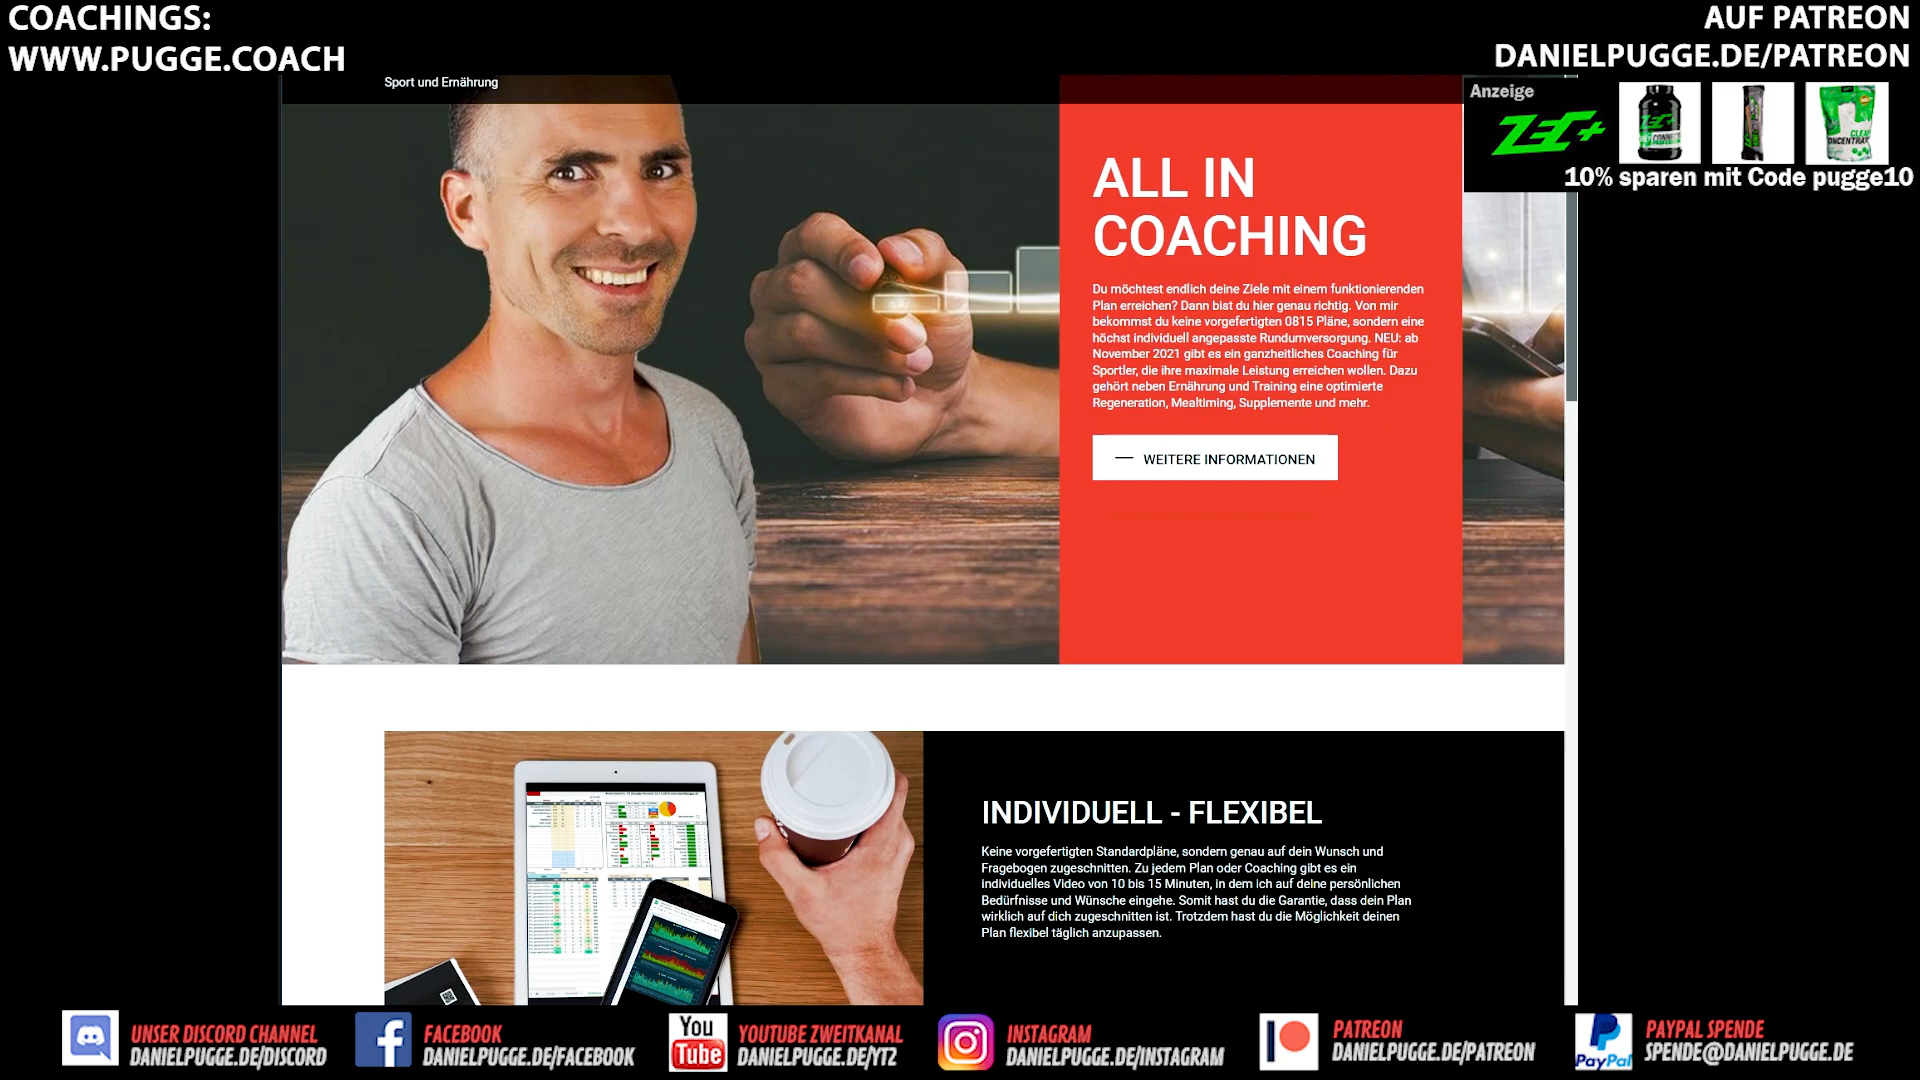 COACHINGS:
WWW.PUGGE.COACH
AUF PATREON
DANIELPUGGE.DE/PATREON
Anzeige
ZEC+
10% sparen mit Code pugge10
Sport und Ernährung
ALL IN
COACHING
Du möchtest endlich deine Ziele mit einem funktionierenden
Plan erreichen? Dann bist du hier genau richtig. Von mir
bekommst du keine vorgefertigten 0815 Pläne, sondern eine
höchst individuell angepasste Rundumversorgung. NEU: ab
November 2021 gibt es ein ganzheitliches Coaching für
Sportler, die ihre maximale Leistung erreichen wollen. Dazu
gehört neben Ernährung und Training eine optimierte
Regeneration, Mealtiming, Supplemente und mehr.
WEITERE INFORMATIONEN
INDIVIDUELL - FLEXIBEL
Keine vorgefertigten Standardpläne, sondern genau auf dein Wunsch und
Fragebogen zugeschnitten. Zu jedem Plan oder Coaching gibt es ein
individuelles Video von 10 bis 15 Minuten, in dem ich auf deine persönlichen
Bedürfnisse und Wünsche eingehe. Somit hast du die Garantie, dass dein Plan
wirklich auf dich zugeschnitten ist. Trotzdem hast du die Möglichkeit deinen
Plan flexibel täglich anzupassen.
UNSER DISCORD CHANNEL
DANIELPUGGE.DE/DISCORD
FACEBOOK
DANIELPUGGE.DE/FACEBOOK
You
Tube
YOUTUBE ZWEITKANAL
DANIELPUGGE.DE/YT2
INSTAGRAM
DANIELPUGGE.DE/INSTAGRAM
PATREON
DANIELPUGGE.DE/PATREON
PayPal
PAYPAL SPENDE
SPENDE@DANIELPUGGE.DE